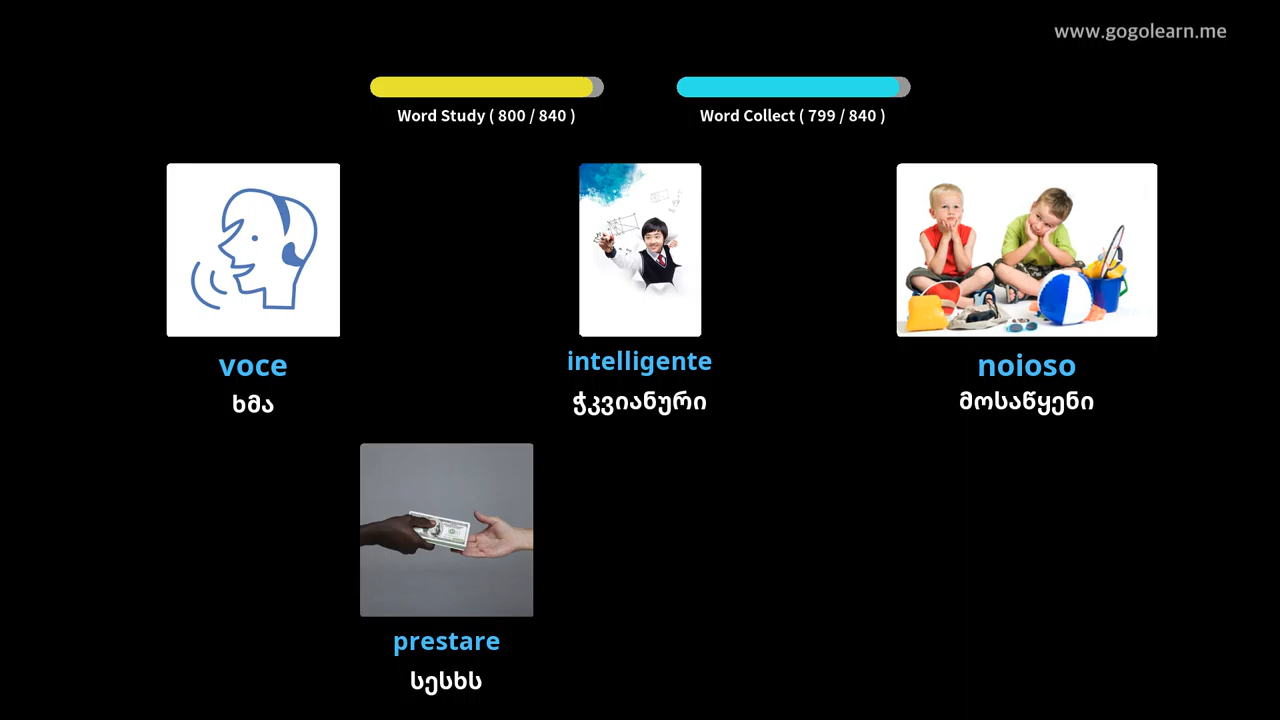 www.gogolearn.me
Word Study ( 800 / 840 )
Word Collect ( 799 / 840 )
voce
ხმა
intelligente
ჭკვიანური
noioso
მოსაწყენი
prestare
სესხს